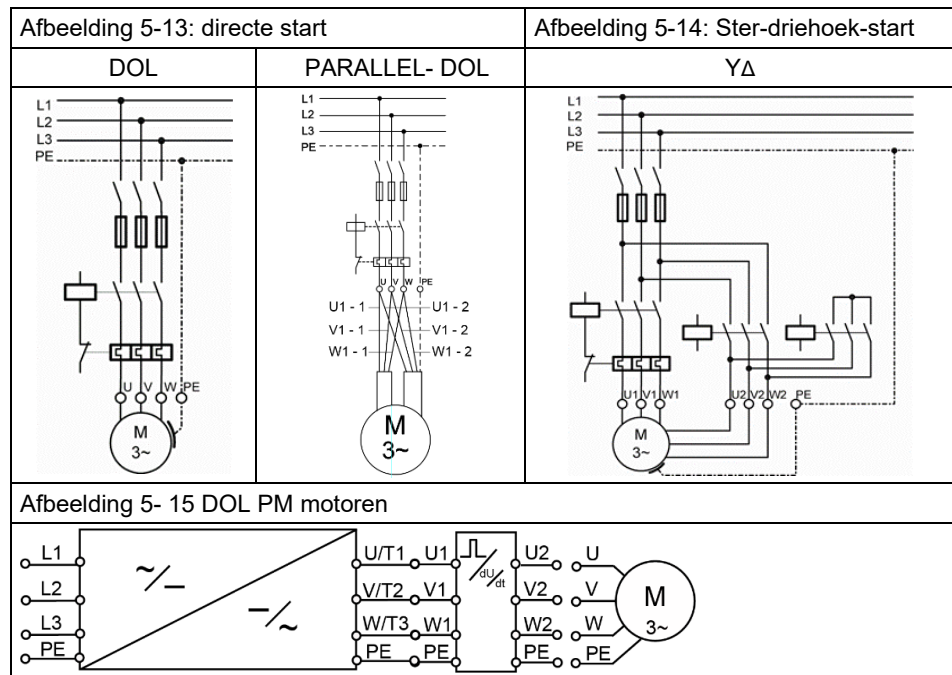 Afbeelding 5-13: directe start
Afbeelding 5-14: Ster-driehoek-start
DOL
PARALLEL- DOL
YΔ
L1
L2
L3
PE
U V W PE
M
3~
L1
L2
L3
PE
U V W PE
U1 - 1 U1 - 2
V1 - 1 V1 - 2
W1 - 1 W1 - 2
M
3~
L1
L2
L3
PE
U1 V1 W1 U2 V2 W2 PE
M
3~
Afbeelding 5- 15 DOL PM motoren
L1 ~/− U/T1 U1 dU/dt U2 U
L2 V/T2 V1 V2 V M
L3 −/~ W/T3 W1 W2 W 3~
PE PE PE PE PE